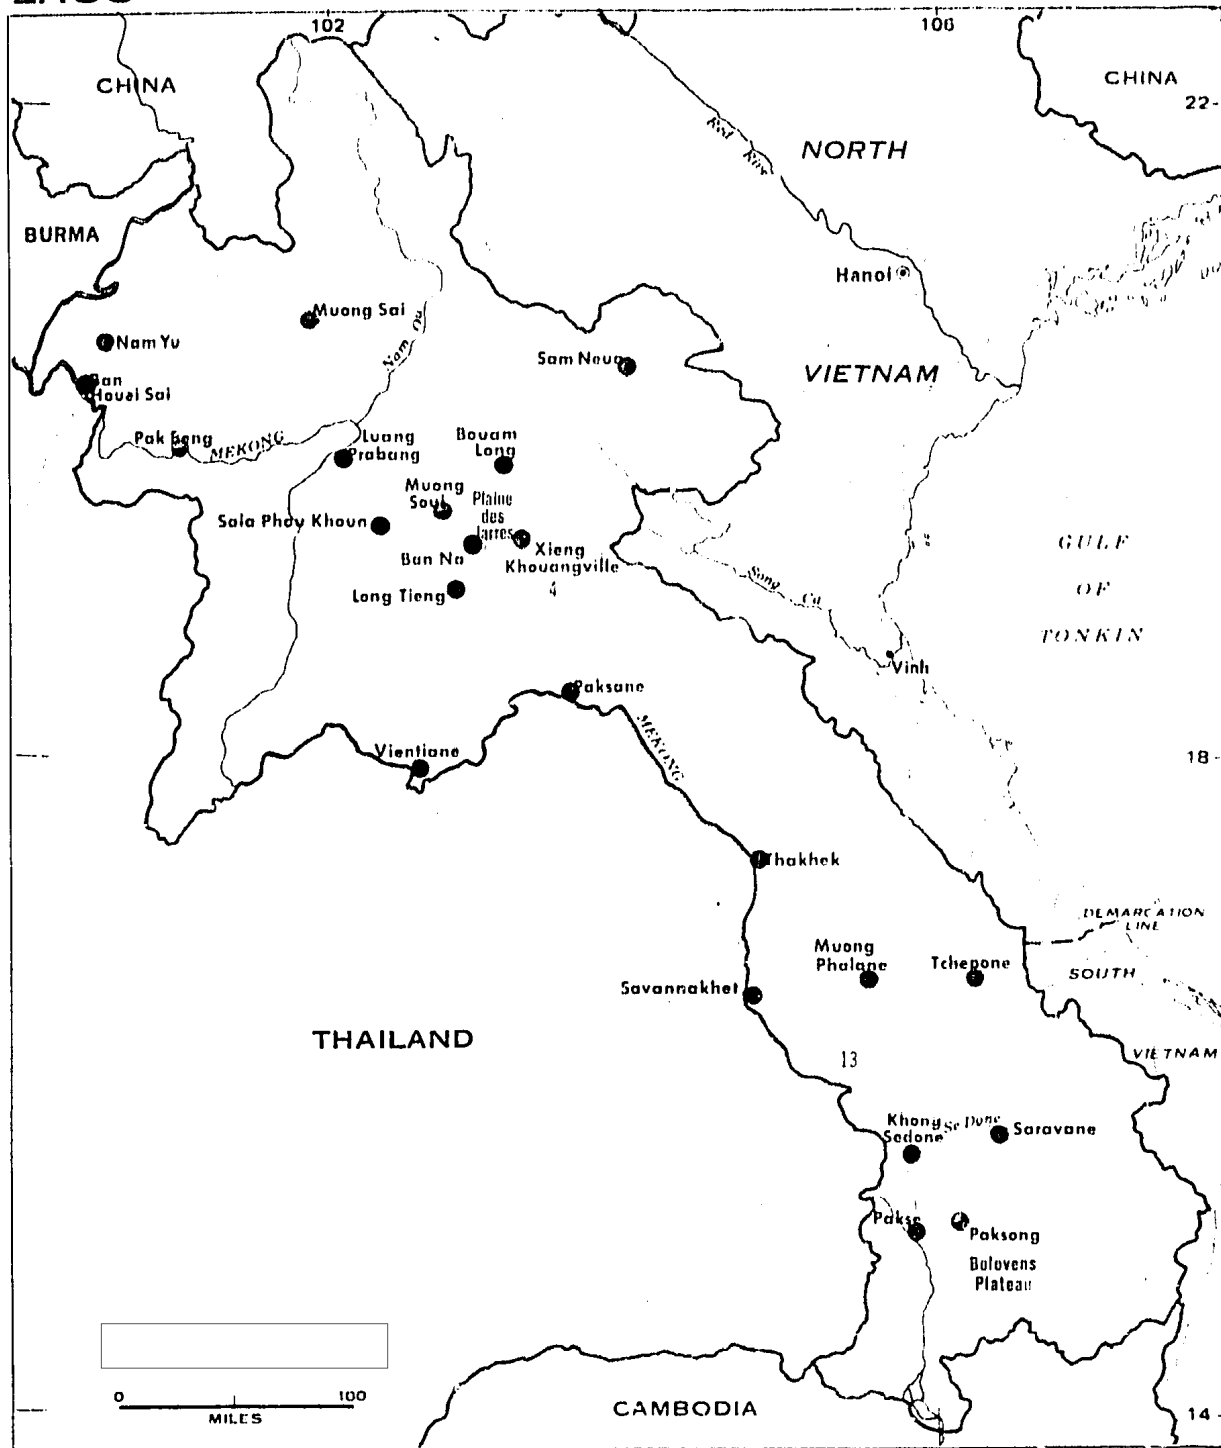 102
106
CHINA
CHINA
22
Red
River
NORTH
BURMA
Hanoi
Muong Sai
Nam Yu
Nam Ou
Sam Neua
VIETNAM
Ban
Houei Sai
Pak Beng
MEKONG
Luang
Prabang
Bouam
Long
Muong
Soui
Plaine
des
Jarres
Sala Phou Khoun
Ban Na
Xieng
Khouangville
4
Long Tieng
GULF
OF
TONKIN
Song Ca
Vinh
Paksane
MEKONG
Vientiane
18
Thakhek
DEMARCATION
LINE
Muong
Phalane
Tchepone
SOUTH
Savannakhet
THAILAND
13
VIETNAM
Khong
Sedone
Se Done
Saravane
Pakse
Paksong
Bolovens
Plateau
0
100
MILES
CAMBODIA
14